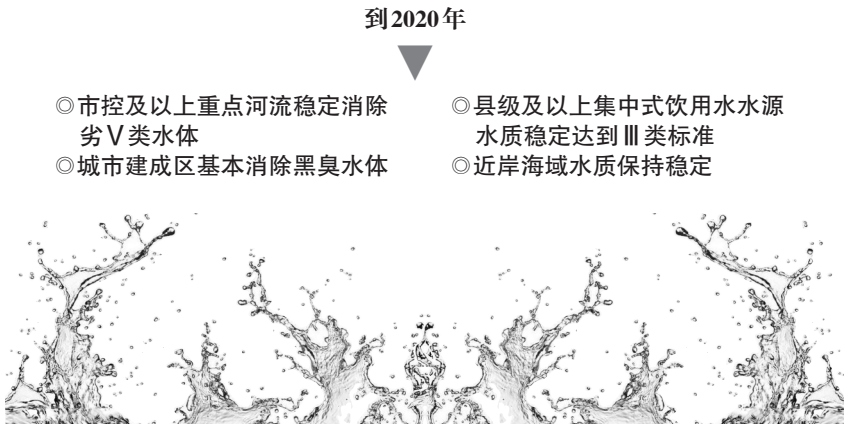 到2020年
◎市控及以上重点河流稳定消除
劣Ⅴ类水体
◎城市建成区基本消除黑臭水体
◎县级及以上集中式饮用水水源
水质稳定达到Ⅲ类标准
◎近岸海域水质保持稳定